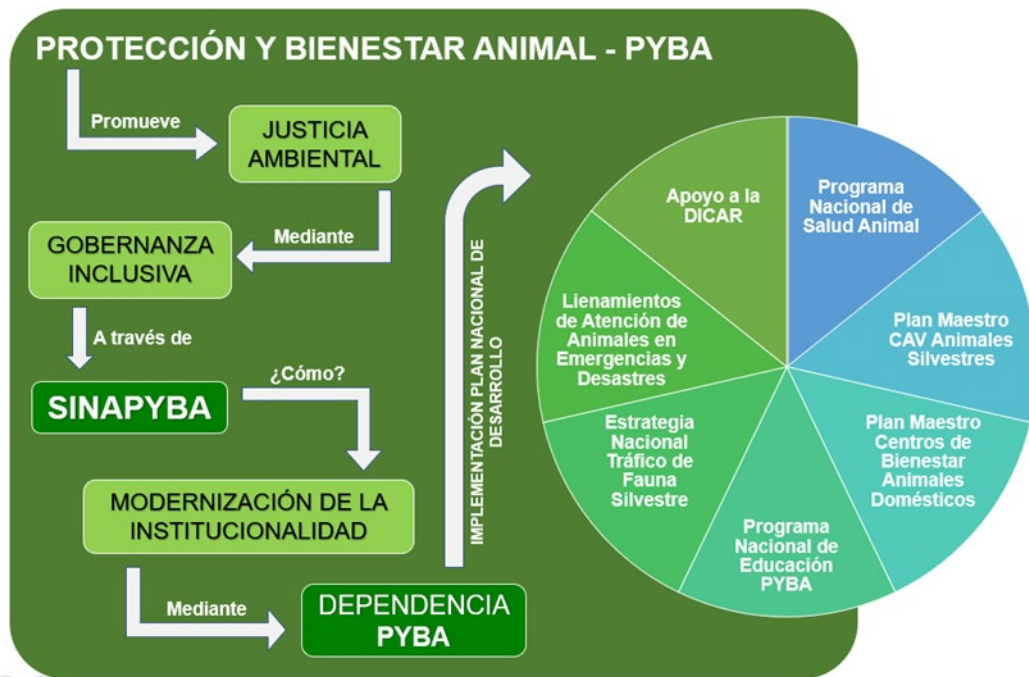 PROTECCIÓN Y BIENESTAR ANIMAL - PYBA
Promueve
JUSTICIA
AMBIENTAL
Mediante
GOBERNANZA
INCLUSIVA
A través de
SINAPYBA
¿Cómo?
MODERNIZACIÓN DE LA
INSTITUCIONALIDAD
Mediante
DEPENDENCIA
PYBA
IMPLEMENTACIÓN PLAN NACIONAL DE
DESARROLLO
Programa
Nacional de
Salud Animal
Plan Maestro
CAV Animales
Silvestres
Plan Maestro
Centros de
Bienestar
Animales
Domésticos
Programa
Nacional de
Educación
PYBA
Estrategia
Nacional
Tráfico de
Fauna
Silvestre
Lienamientos
de Atención de
Animales en
Emergencias y
Desastres
Apoyo a la
DICAR